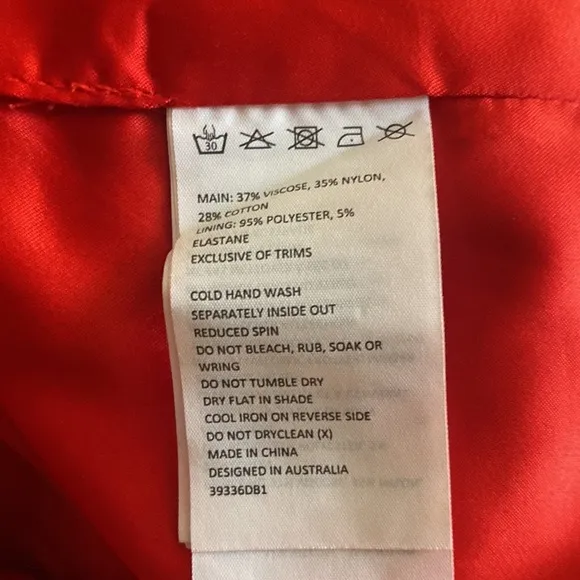 30
MAIN: 37% VISCOSE, 35% NYLON,
28% COTTON
LINING: 95% POLYESTER, 5%
ELASTANE
EXCLUSIVE OF TRIMS
COLD HAND WASH
SEPARATELY INSIDE OUT
REDUCED SPIN
DO NOT BLEACH, RUB, SOAK OR
WRING
DO NOT TUMBLE DRY
DRY FLAT IN SHADE
COOL IRON ON REVERSE SIDE
DO NOT DRYCLEAN (X)
MADE IN CHINA
DESIGNED IN AUSTRALIA
39336DB1